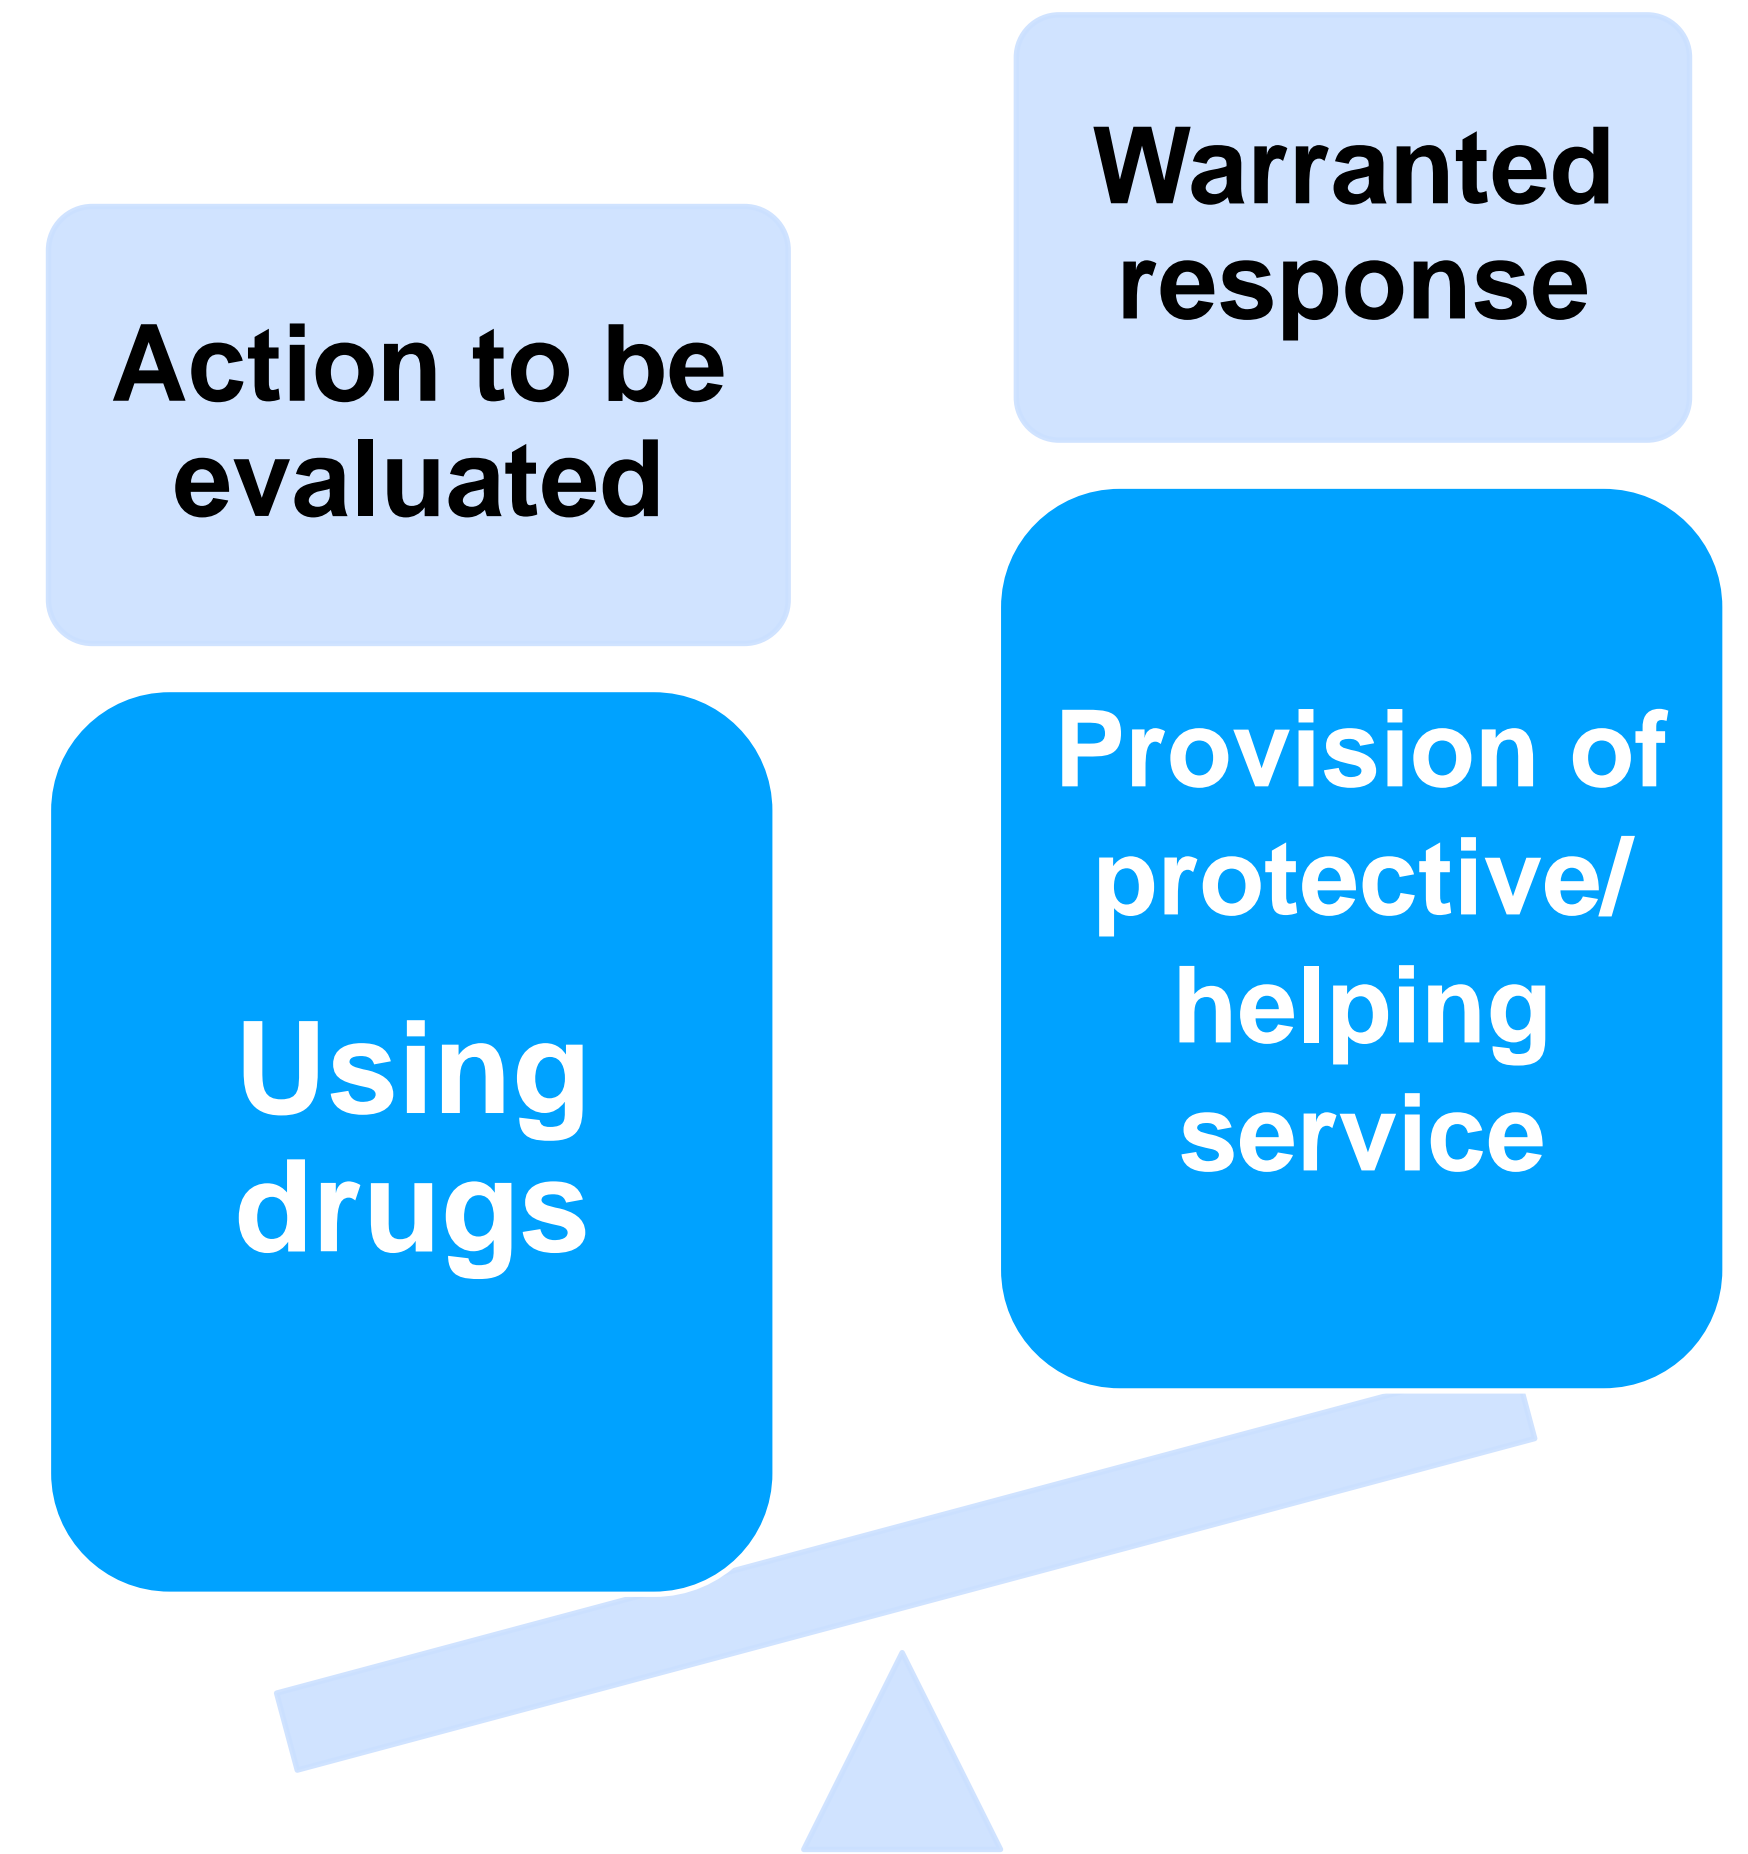 Action to be
evaluated
Using
drugs
Warranted
response
Provision of
protective/
helping
service